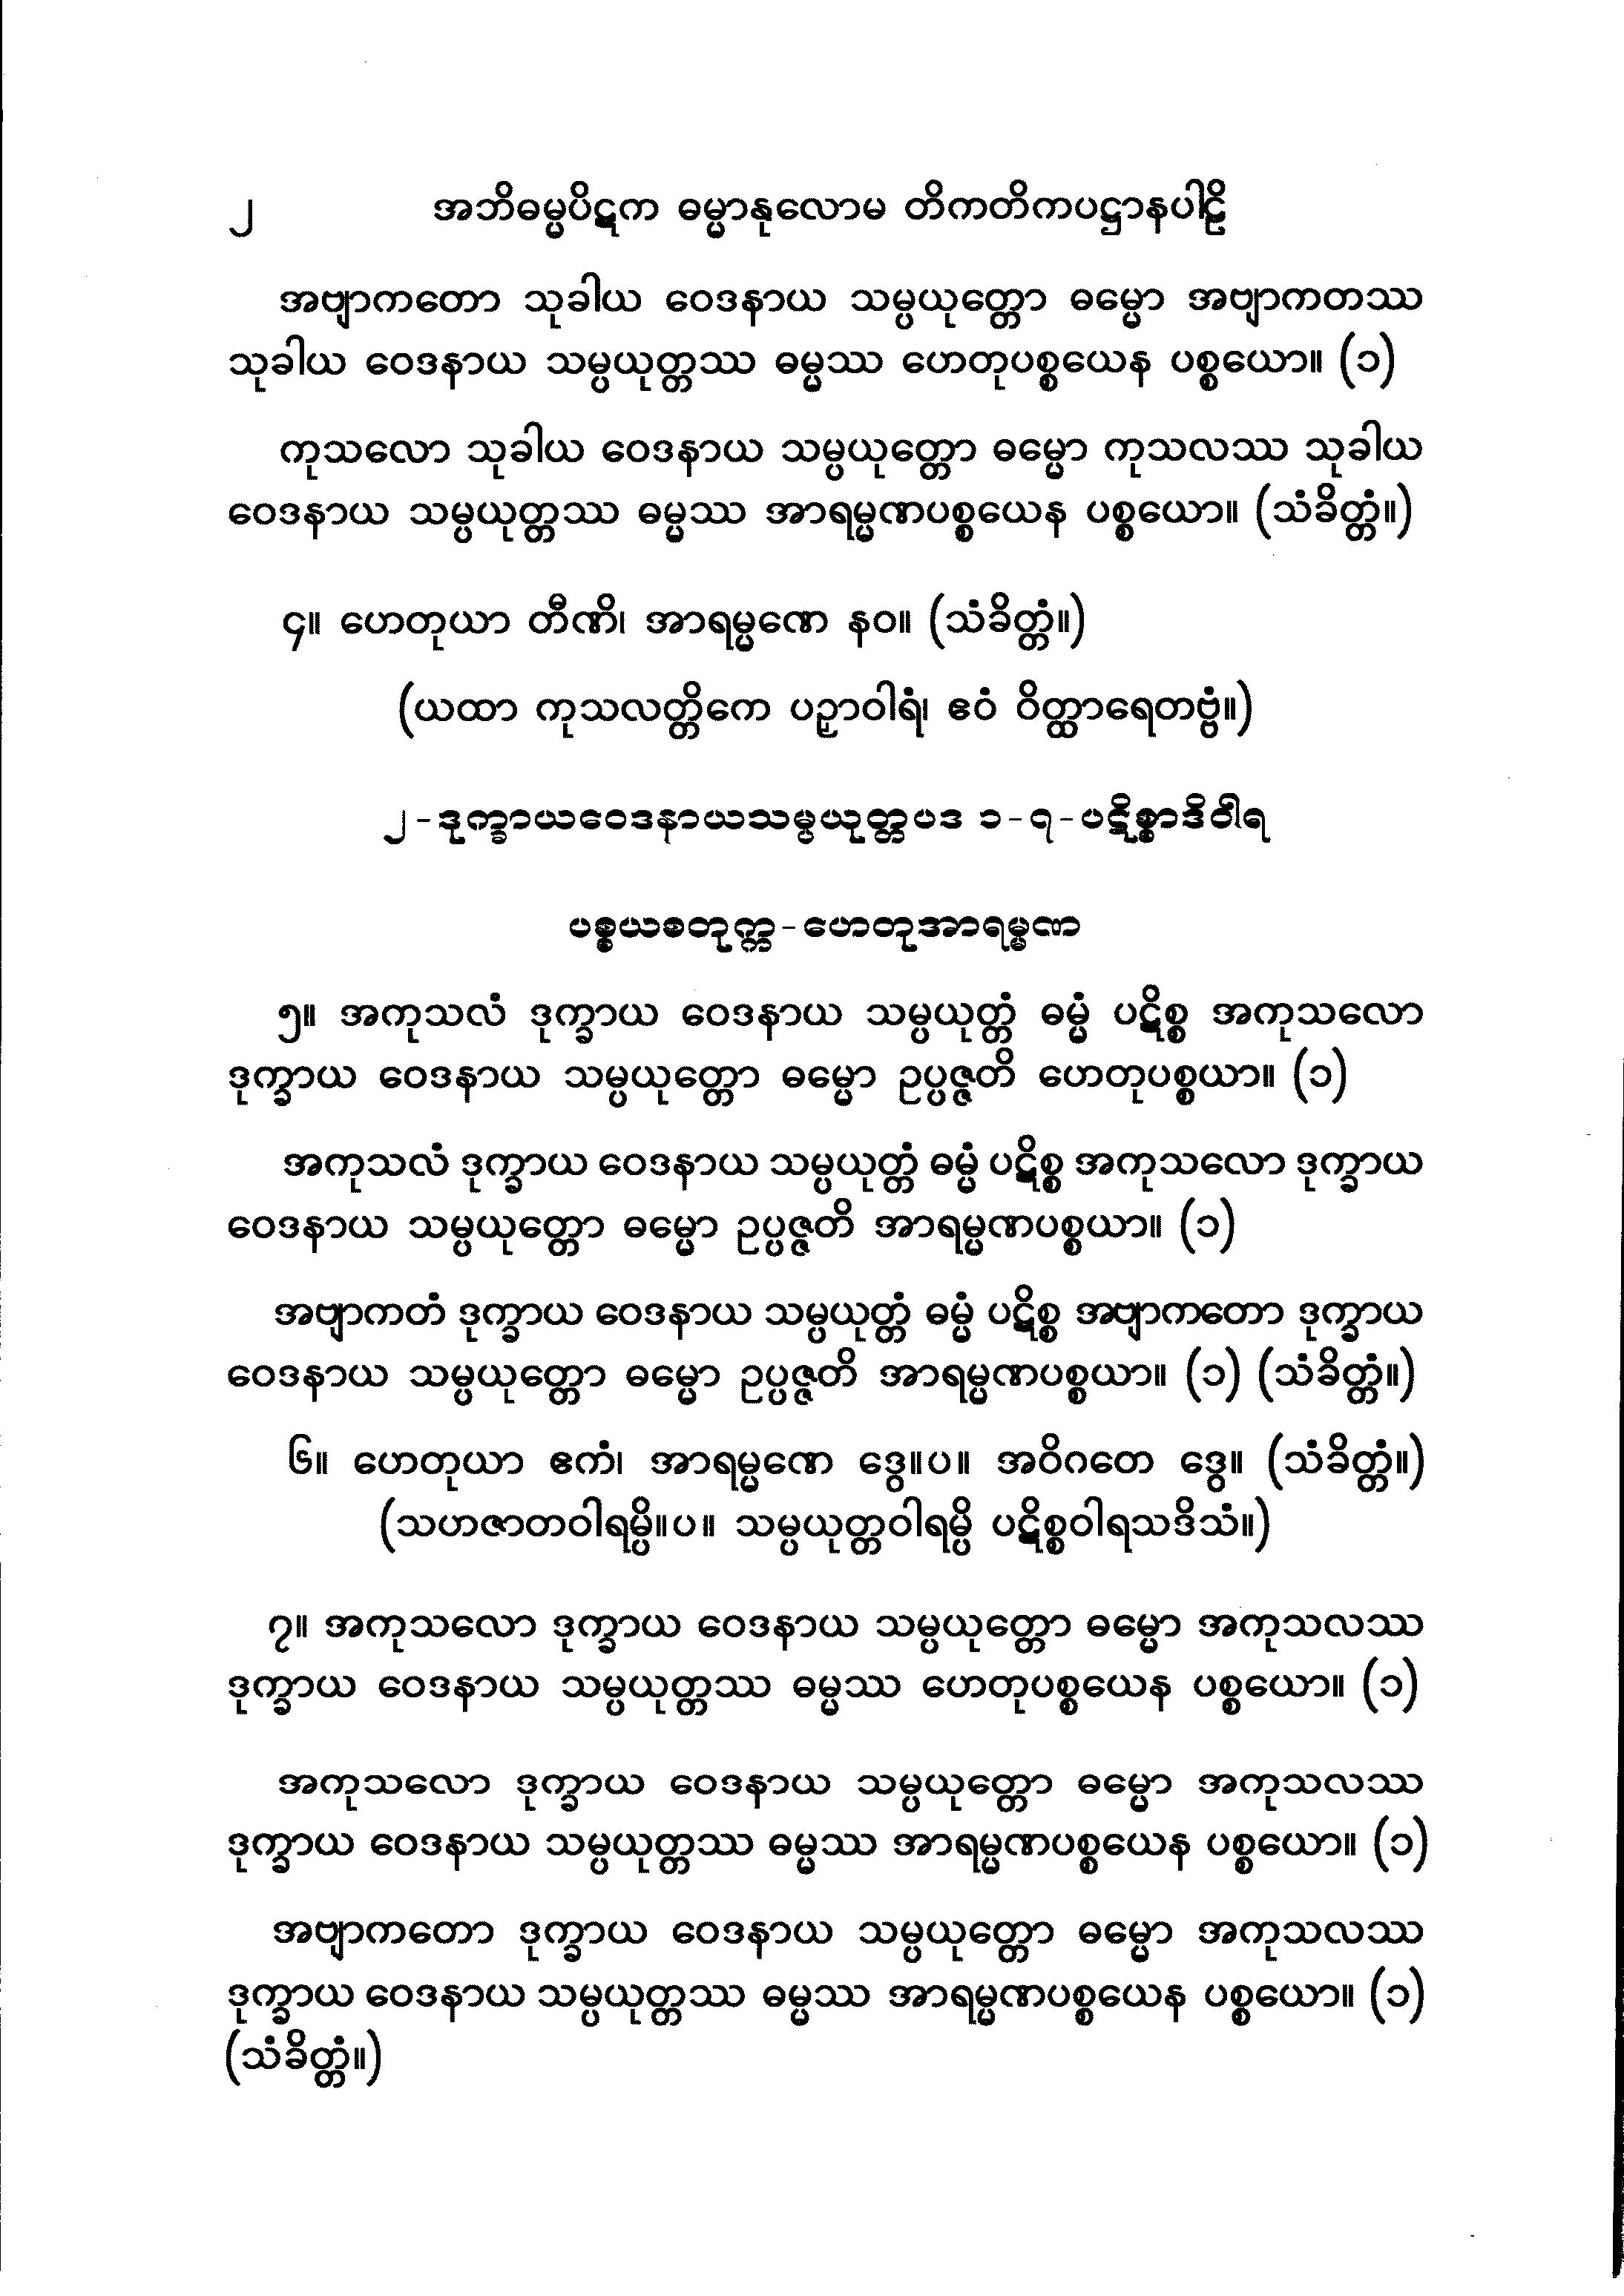 ၂ အဘိဓမ္မပိဋက ဓမ္မာနုလောမ တိကတိကပဋ္ဌာနပါဠိ
အဗျာကတော သုခါယ ဝေဒနာယ သမ္ပယုတ္တော ဓမ္မော အဗျာကတဿ
သုခါယ ဝေဒနာယ သမ္ပယုတ္တဿ ဓမ္မဿ ဟေတုပစ္စယေန ပစ္စယော။ (၁)
ကုသလော သုခါယ ဝေဒနာယ သမ္ပယုတ္တော ဓမ္မော ကုသလဿ သုခါယ
ဝေဒနာယ သမ္ပယုတ္တဿ ဓမ္မဿ အာရမ္မဏပစ္စယေန ပစ္စယော။ (သံခိတ္တံ။)
၄။ ဟေတုယာ တီဏိ၊ အာရမ္မဏေ နဝ။ (သံခိတ္တံ။)
(ယထာ ကုသလတ္တိကေ ပဉှာဝါရံ၊ ဧဝံ ဝိတ္ထာရေတဗ္ဗံ။)
၂-ဒုက္ခာယဝေဒနာယသမ္ပယုတ္တပဒ ၁-၇-ပဋိစ္စာဒိဝါရ
ပစ္စယစတုက္က-ဟေတုအာရမ္မဏ
၅။ အကုသလံ ဒုက္ခာယ ဝေဒနာယ သမ္ပယုတ္တံ ဓမ္မံ ပဋိစ္စ အကုသလော
ဒုက္ခာယ ဝေဒနာယ သမ္ပယုတ္တော ဓမ္မော ဥပ္ပဇ္ဇတိ ဟေတုပစ္စယာ။ (၁)
အကုသလံ ဒုက္ခာယ ဝေဒနာယ သမ္ပယုတ္တံ ဓမ္မံ ပဋိစ္စ အကုသလော ဒုက္ခာယ
ဝေဒနာယ သမ္ပယုတ္တော ဓမ္မော ဥပ္ပဇ္ဇတိ အာရမ္မဏပစ္စယာ။ (၁)
အဗျာကတံ ဒုက္ခာယ ဝေဒနာယ သမ္ပယုတ္တံ ဓမ္မံ ပဋိစ္စ အဗျာကတော ဒုက္ခာယ
ဝေဒနာယ သမ္ပယုတ္တော ဓမ္မော ဥပ္ပဇ္ဇတိ အာရမ္မဏပစ္စယာ။ (၁) (သံခိတ္တံ။)
၆။ ဟေတုယာ ဧကံ၊ အာရမ္မဏေ ဒွေ။ပ။ အဝိဂတေ ဒွေ။ (သံခိတ္တံ။)
(သဟဇာတဝါရမ္ပိ။ပ။ သမ္ပယုတ္တဝါရမ္ပိ ပဋိစ္စဝါရသဒိသံ။)
၇။ အကုသလော ဒုက္ခာယ ဝေဒနာယ သမ္ပယုတ္တော ဓမ္မော အကုသလဿ
ဒုက္ခာယ ဝေဒနာယ သမ္ပယုတ္တဿ ဓမ္မဿ ဟေတုပစ္စယေန ပစ္စယော။ (၁)
အကုသလော ဒုက္ခာယ ဝေဒနာယ သမ္ပယုတ္တော ဓမ္မော အကုသလဿ
ဒုက္ခာယ ဝေဒနာယ သမ္ပယုတ္တဿ ဓမ္မဿ အာရမ္မဏပစ္စယေန ပစ္စယော။ (၁)
အဗျာကတော ဒုက္ခာယ ဝေဒနာယ သမ္ပယုတ္တော ဓမ္မော အကုသလဿ
ဒုက္ခာယ ဝေဒနာယ သမ္ပယုတ္တဿ ဓမ္မဿ အာရမ္မဏပစ္စယေန ပစ္စယော။ (၁)
(သံခိတ္တံ။)